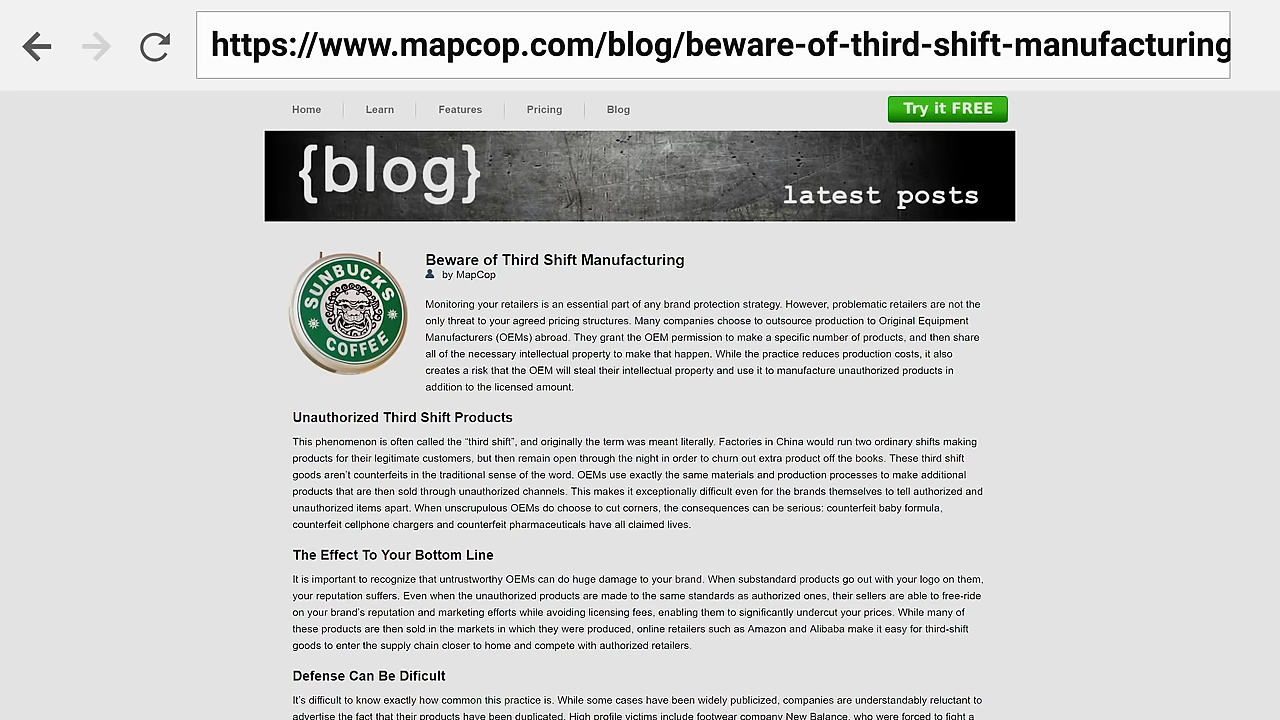 https://www.mapcop.com/blog/beware-of-third-shift-manufacturing
Home
Learn
Features
Pricing
Blog
Try it FREE
{blog}
latest posts
SUNBUCKS
COFFEE
Beware of Third Shift Manufacturing
by MapCop
Monitoring your retailers is an essential part of any brand protection strategy. However, problematic retailers are not the
only threat to your agreed pricing structures. Many companies choose to outsource production to Original Equipment
Manufacturers (OEMs) abroad. They grant the OEM permission to make a specific number of products, and then share
all of the necessary intellectual property to make that happen. While the practice reduces production costs, it also
creates a risk that the OEM will steal their intellectual property and use it to manufacture unauthorized products in
addition to the licensed amount.
Unauthorized Third Shift Products
This phenomenon is often called the “third shift”, and originally the term was meant literally. Factories in China would run two ordinary shifts making
products for their legitimate customers, but then remain open through the night in order to churn out extra product off the books. These third shift
goods aren’t counterfeits in the traditional sense of the word. OEMs use exactly the same materials and production processes to make additional
products that are then sold through unauthorized channels. This makes it exceptionally difficult even for the brands themselves to tell authorized and
unauthorized items apart. When unscrupulous OEMs do choose to cut corners, the consequences can be serious: counterfeit baby formula,
counterfeit cellphone chargers and counterfeit pharmaceuticals have all claimed lives.
The Effect To Your Bottom Line
It is important to recognize that untrustworthy OEMs can do huge damage to your brand. When substandard products go out with your logo on them,
your reputation suffers. Even when the unauthorized products are made to the same standards as authorized ones, their sellers are able to free-ride
on your brand’s reputation and marketing efforts while avoiding licensing fees, enabling them to significantly undercut your prices. While many of
these products are then sold in the markets in which they were produced, online retailers such as Amazon and Alibaba make it easy for third-shift
goods to enter the supply chain closer to home and compete with authorized retailers.
Defense Can Be Dificult
It’s difficult to know exactly how common this practice is. While some cases have been widely publicized, companies are understandably reluctant to
advertise the fact that their products have been duplicated. High profile victims include footwear company New Balance, who were forced to fight a